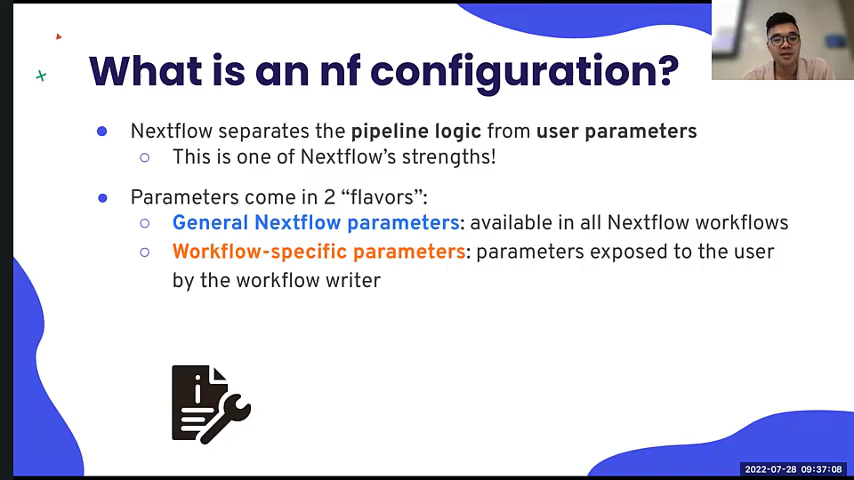 What is an nf configuration?
Nextflow separates the pipeline logic from user parameters
This is one of Nextflow's strengths!
Parameters come in 2 “flavors”:
General Nextflow parameters: available in all Nextflow workflows
Workflow-specific parameters: parameters exposed to the user
by the workflow writer
2022-07-28 09:37:08